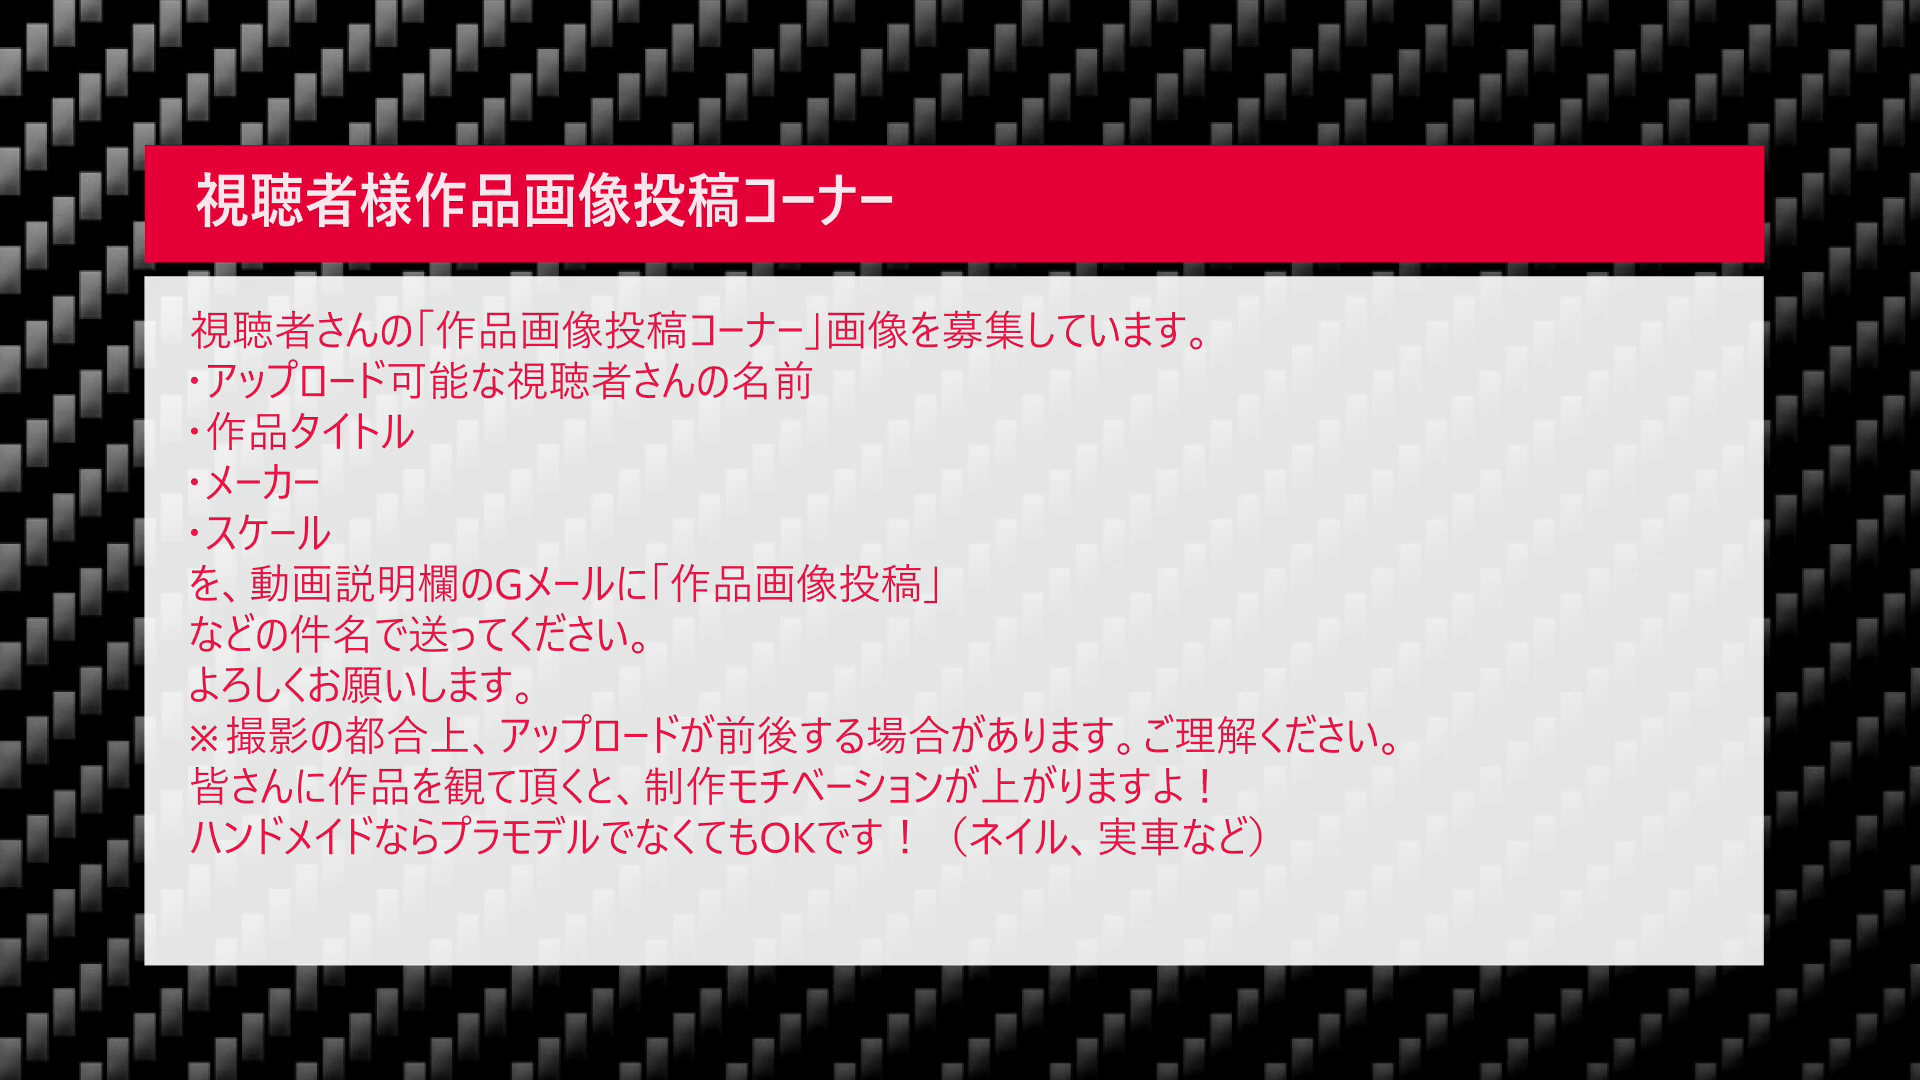 視聴者様作品画像投稿コーナー
視聴者さんの「作品画像投稿コーナー」画像を募集しています。
・アップロード可能な視聴者さんの名前
・作品タイトル
・メーカー
・スケール
を、動画説明欄のGメールに「作品画像投稿」
などの件名で送ってください。
よろしくお願いします。
※撮影の都合上、アップロードが前後する場合があります。ご理解ください。
皆さんに作品を観て頂くと、制作モチベーションが上がりますよ！
ハンドメイドならプラモデルでなくてもOKです！　（ネイル、実車など）